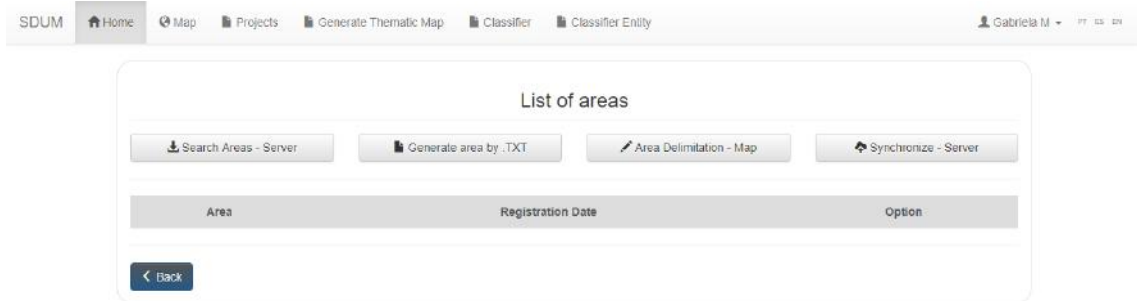 SDUM Home Map Projects Generate Thematic Map Classifier Classifier Entity Gabriela M PT ES EN
List of areas
Search Areas - Server Generate area by .TXT Area Delimitation - Map Synchronize - Server
Area Registration Date Option
Back